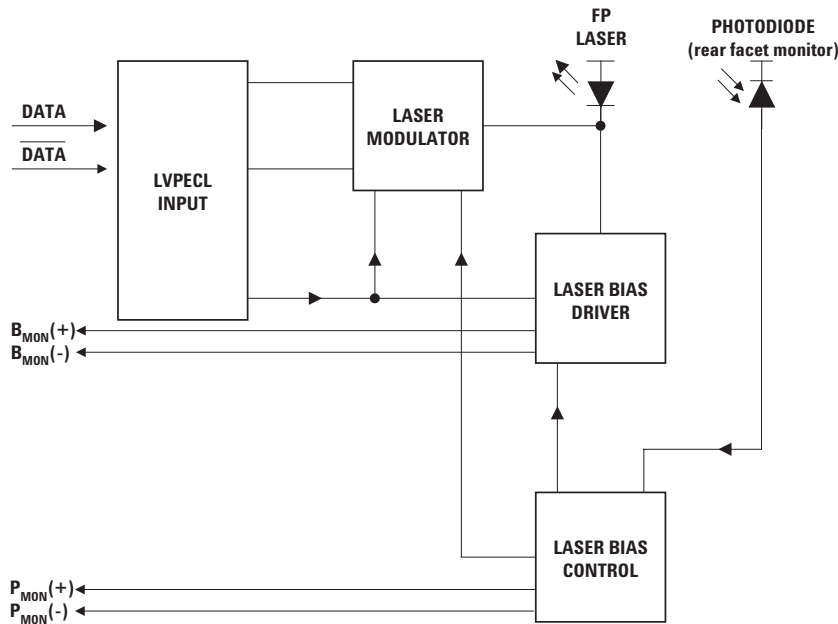 FP
LASER
PHOTODIODE
(rear facet monitor)
DATA
DATA
LVPECL
INPUT
LASER
MODULATOR
LASER BIAS
DRIVER
BMON(+)
BMON(-)
LASER BIAS
CONTROL
PMON(+)
PMON(-)